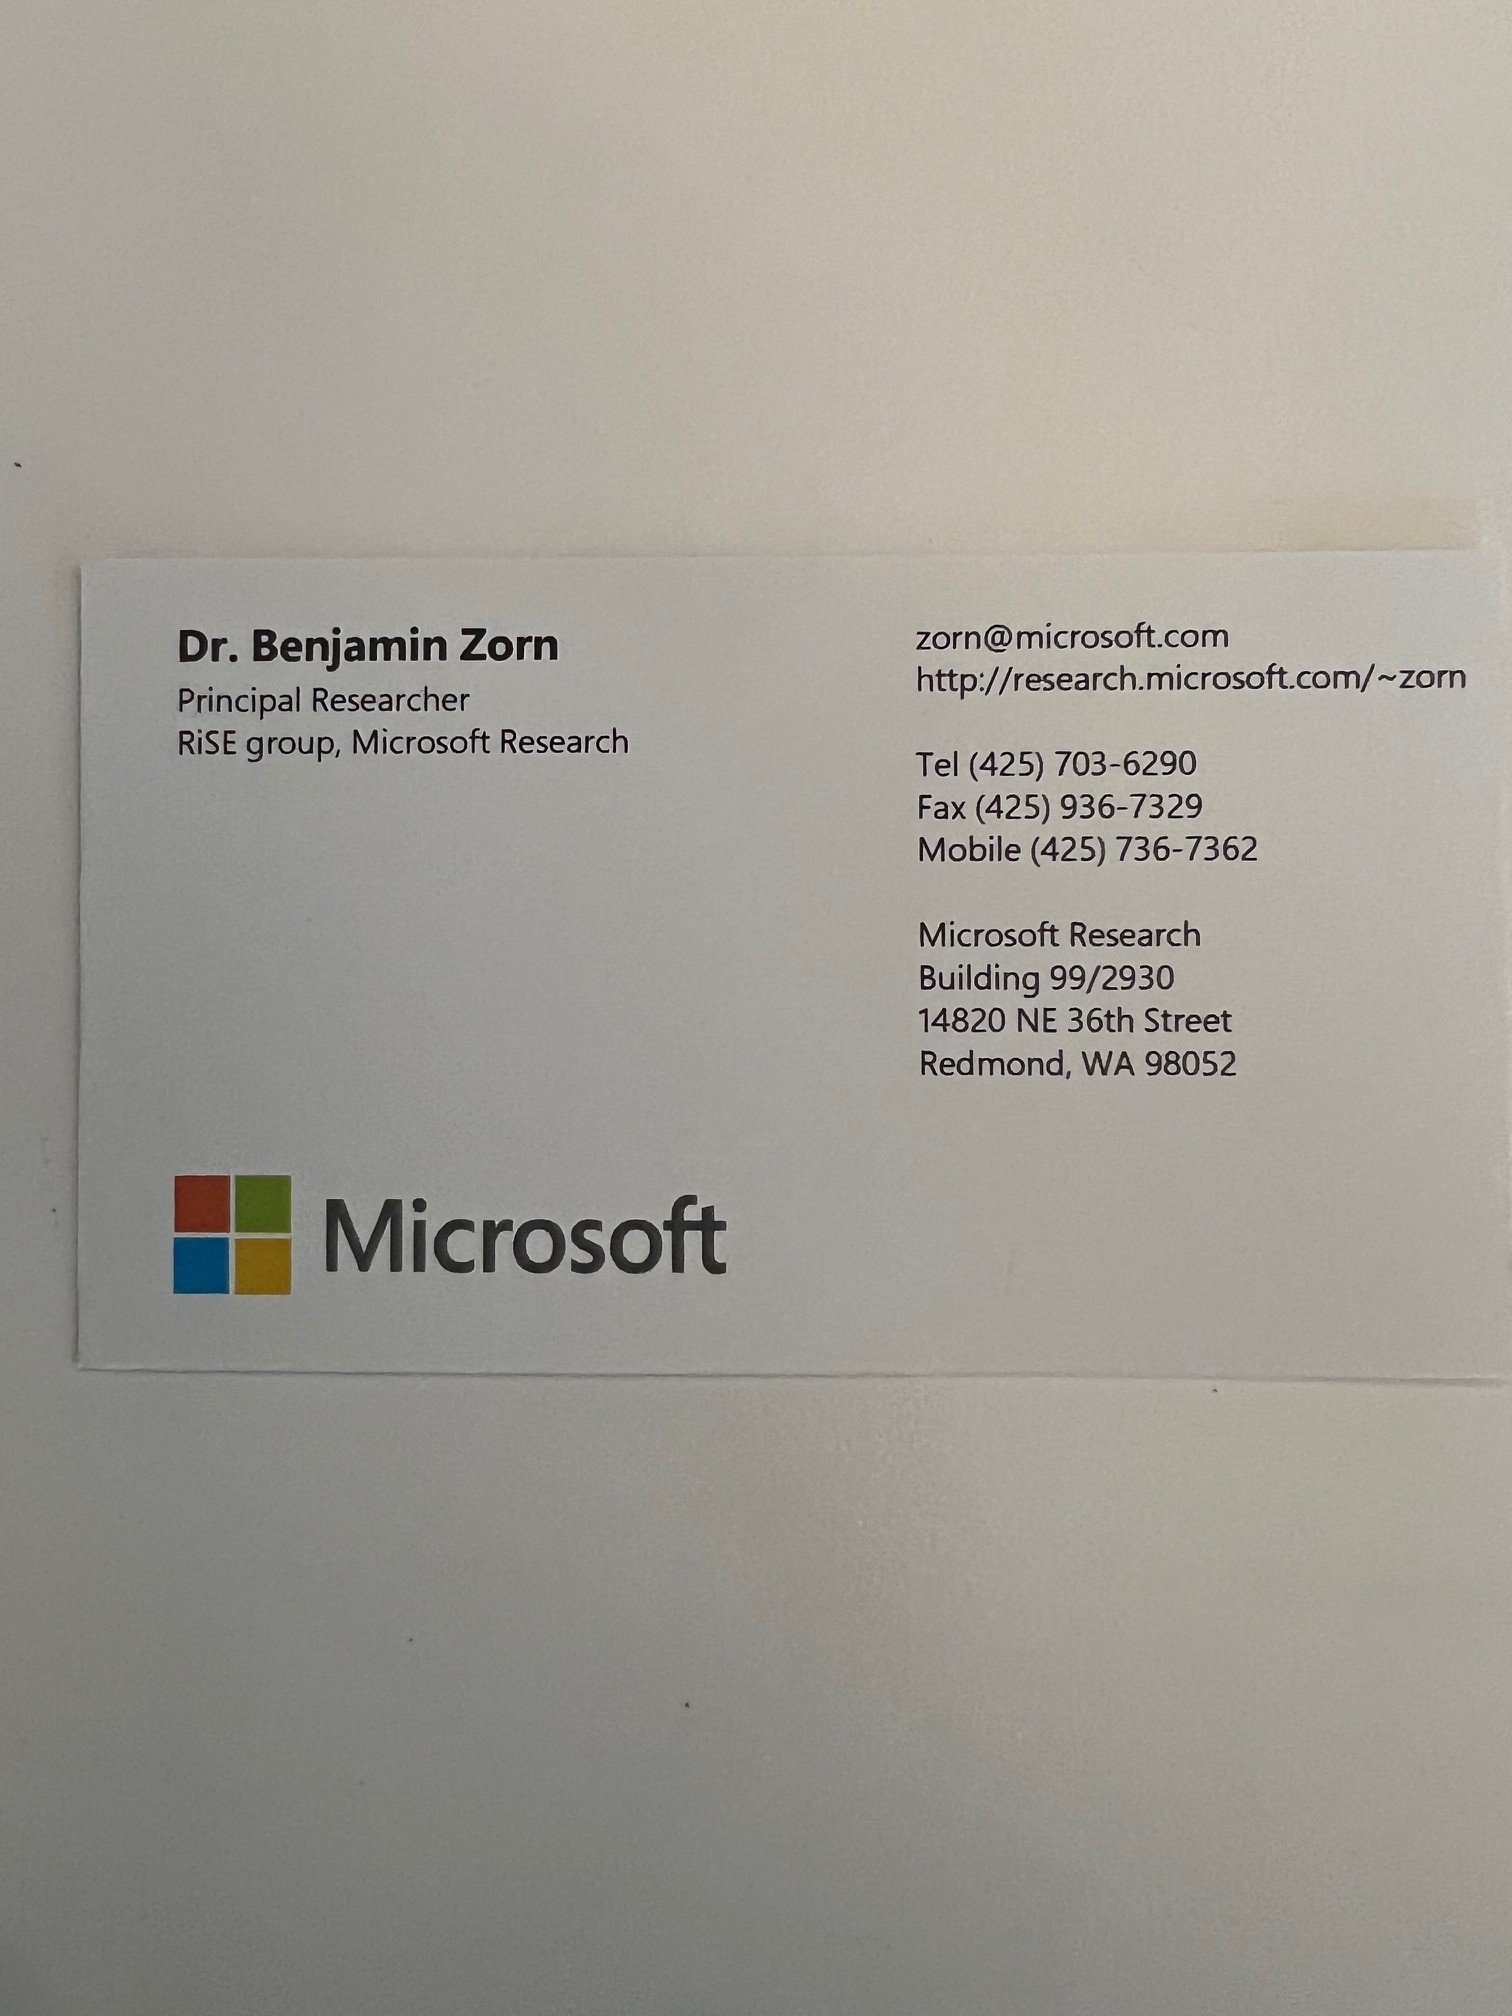 Dr. Benjamin Zorn
Principal Researcher
RiSE group, Microsoft Research
zorn@microsoft.com
http://research.microsoft.com/~zorn
Tel (425) 703-6290
Fax (425) 936-7329
Mobile (425) 736-7362
Microsoft Research
Building 99/2930
14820 NE 36th Street
Redmond, WA 98052
Microsoft